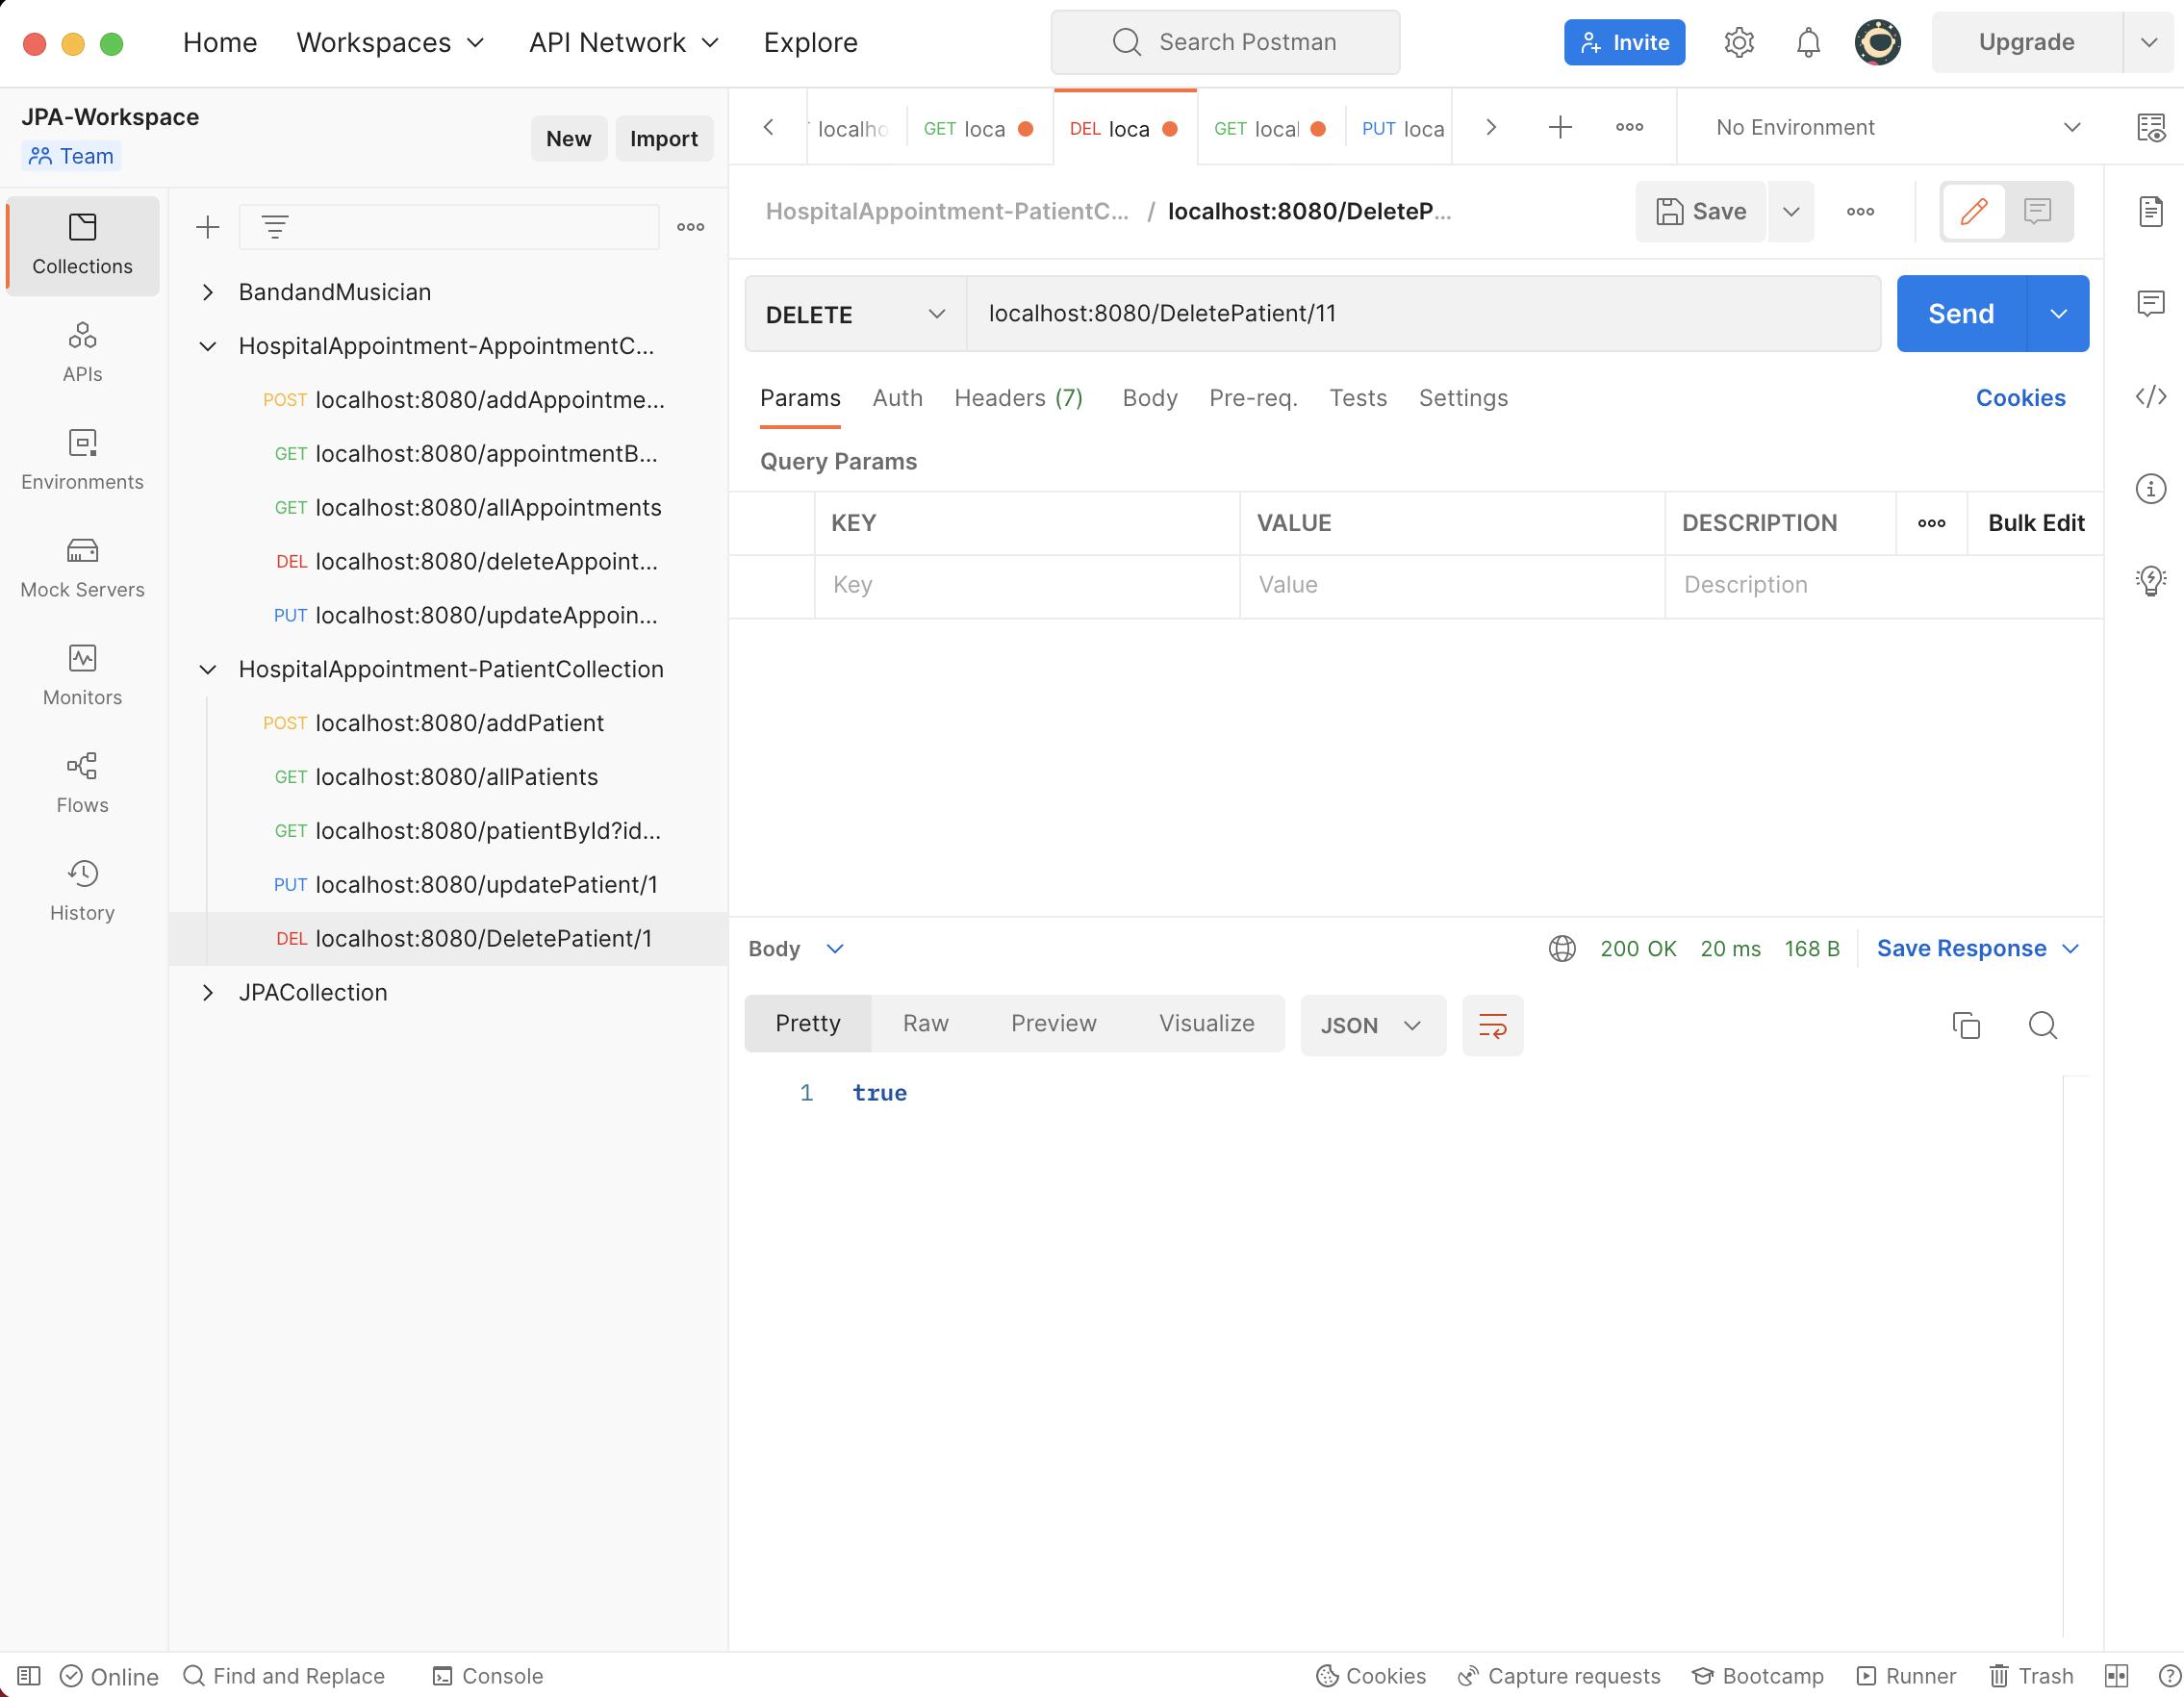 Home Workspaces API Network Explore Search Postman Invite Upgrade
JPA-Workspace
Team
New Import
localho GET loca DEL loca GET local PUT loca No Environment
HospitalAppointment-PatientC... / localhost:8080/DeleteP... Save
Collections
APIs
Environments
Mock Servers
Monitors
Flows
History
BandandMusician
HospitalAppointment-AppointmentC...
POST localhost:8080/addAppointme...
GET localhost:8080/appointmentB...
GET localhost:8080/allAppointments
DEL localhost:8080/deleteAppoint...
PUT localhost:8080/updateAppoin...
HospitalAppointment-PatientCollection
POST localhost:8080/addPatient
GET localhost:8080/allPatients
GET localhost:8080/patientById?id...
PUT localhost:8080/updatePatient/1
DEL localhost:8080/DeletePatient/1
JPACollection
DELETE localhost:8080/DeletePatient/11 Send
Params Auth Headers (7) Body Pre-req. Tests Settings Cookies
Query Params
KEY VALUE DESCRIPTION Bulk Edit
Key Value Description
Body 200 OK 20 ms 168 B Save Response
Pretty Raw Preview Visualize JSON
1 true
Online Find and Replace Console Cookies Capture requests Bootcamp Runner Trash